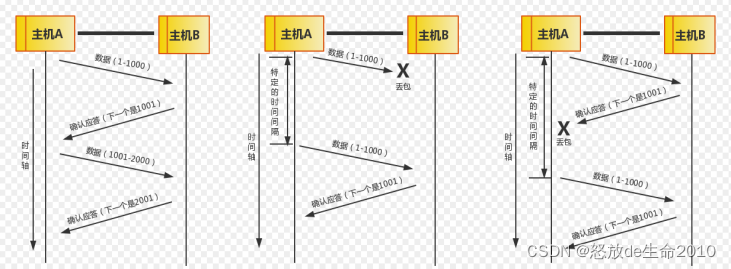 主机A
主机B
数据（1-1000）
确认应答（下一个是1001）
数据（1001-2000）
确认应答（下一个是2001）
时间轴
主机A
主机B
数据（1-1000）
丢包
特定的时间间隔
数据（1-1000）
确认应答（下一个是1001）
时间轴
主机A
主机B
数据（1-1000）
确认应答（下一个是1001）
丢包
特定的时间间隔
数据（1-1000）
确认应答（下一个是1001）
时间轴
CSDN @怒放de生命2010